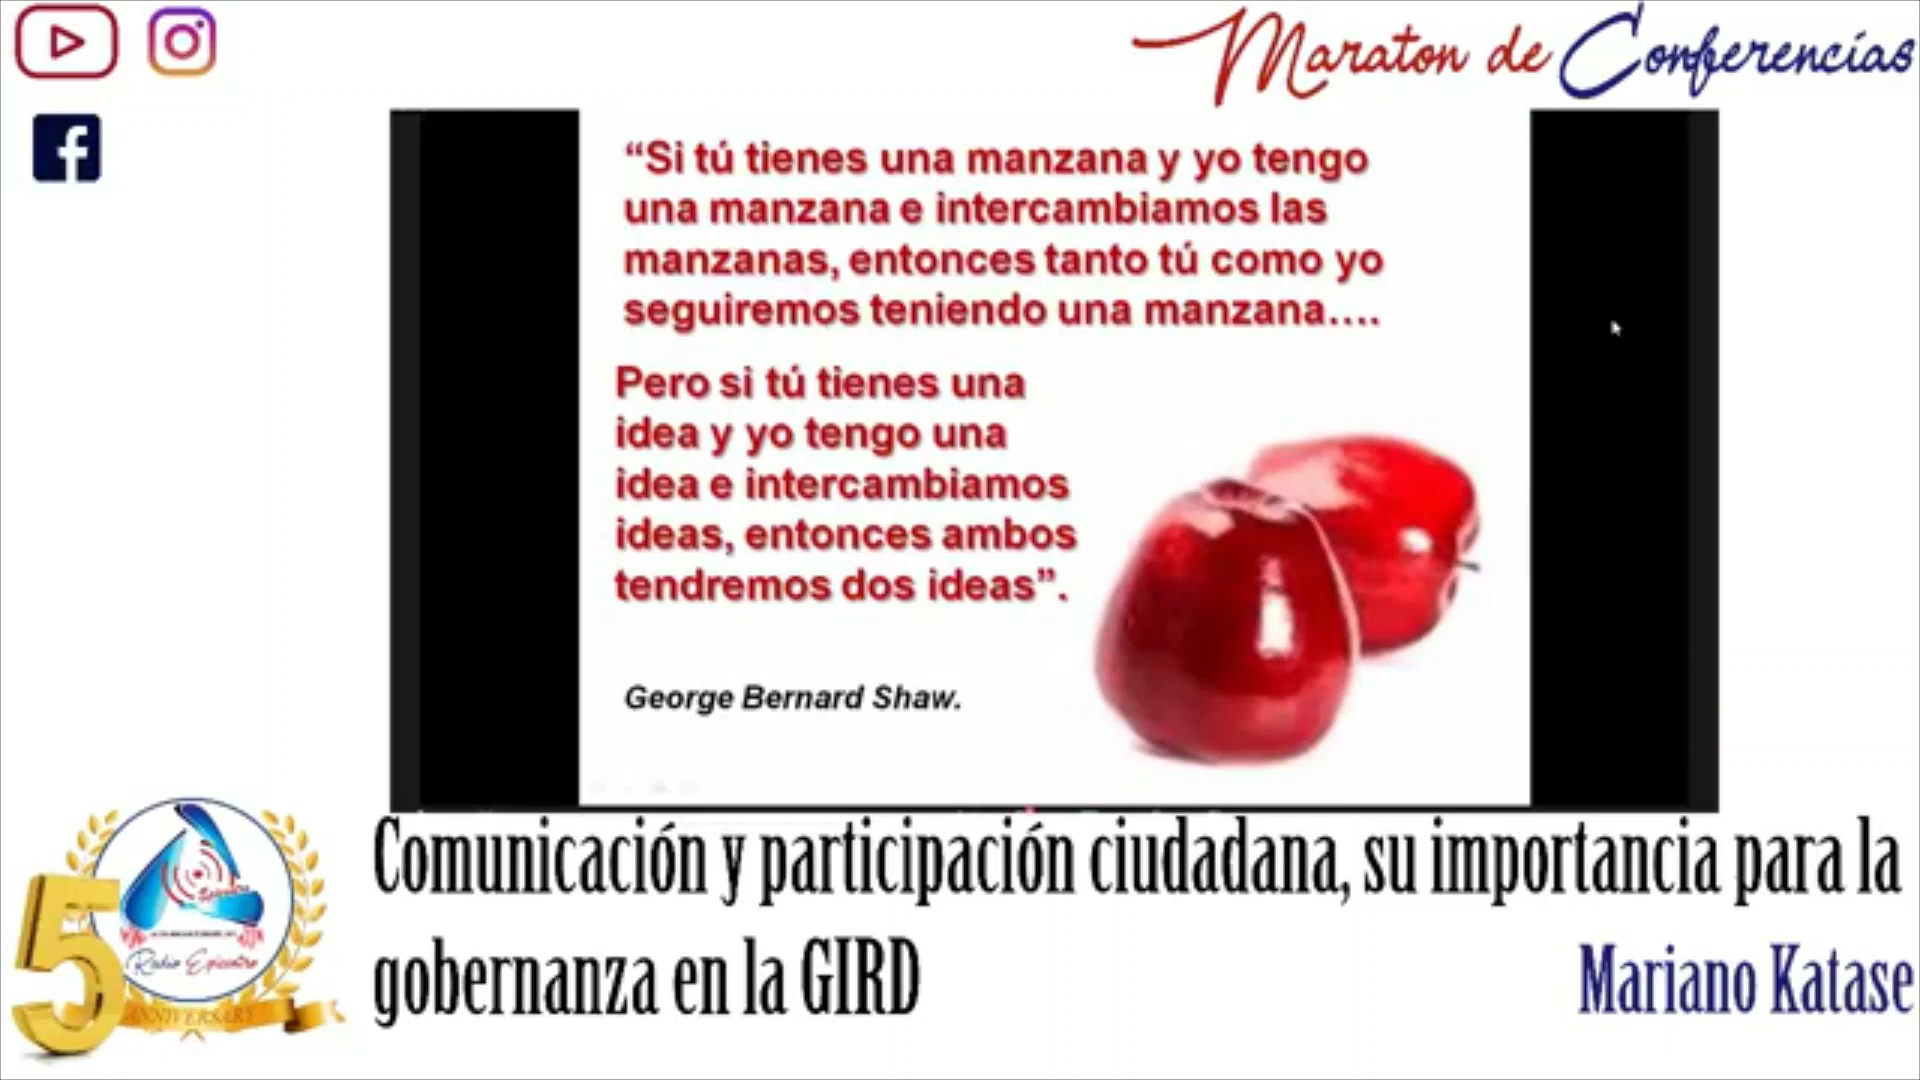 Maraton de Conferencias
“Si tú tienes una manzana y yo tengo
una manzana e intercambiamos las
manzanas, entonces tanto tú como yo
seguiremos teniendo una manzana....
Pero si tú tienes una
idea y yo tengo una
idea e intercambiamos
ideas, entonces ambos
tendremos dos ideas”.
George Bernard Shaw.
Comunicación y participación ciudadana, su importancia para la
gobernanza en la GIRD
Mariano Katase
5
Radio Epicentro
ANNIVERSARY